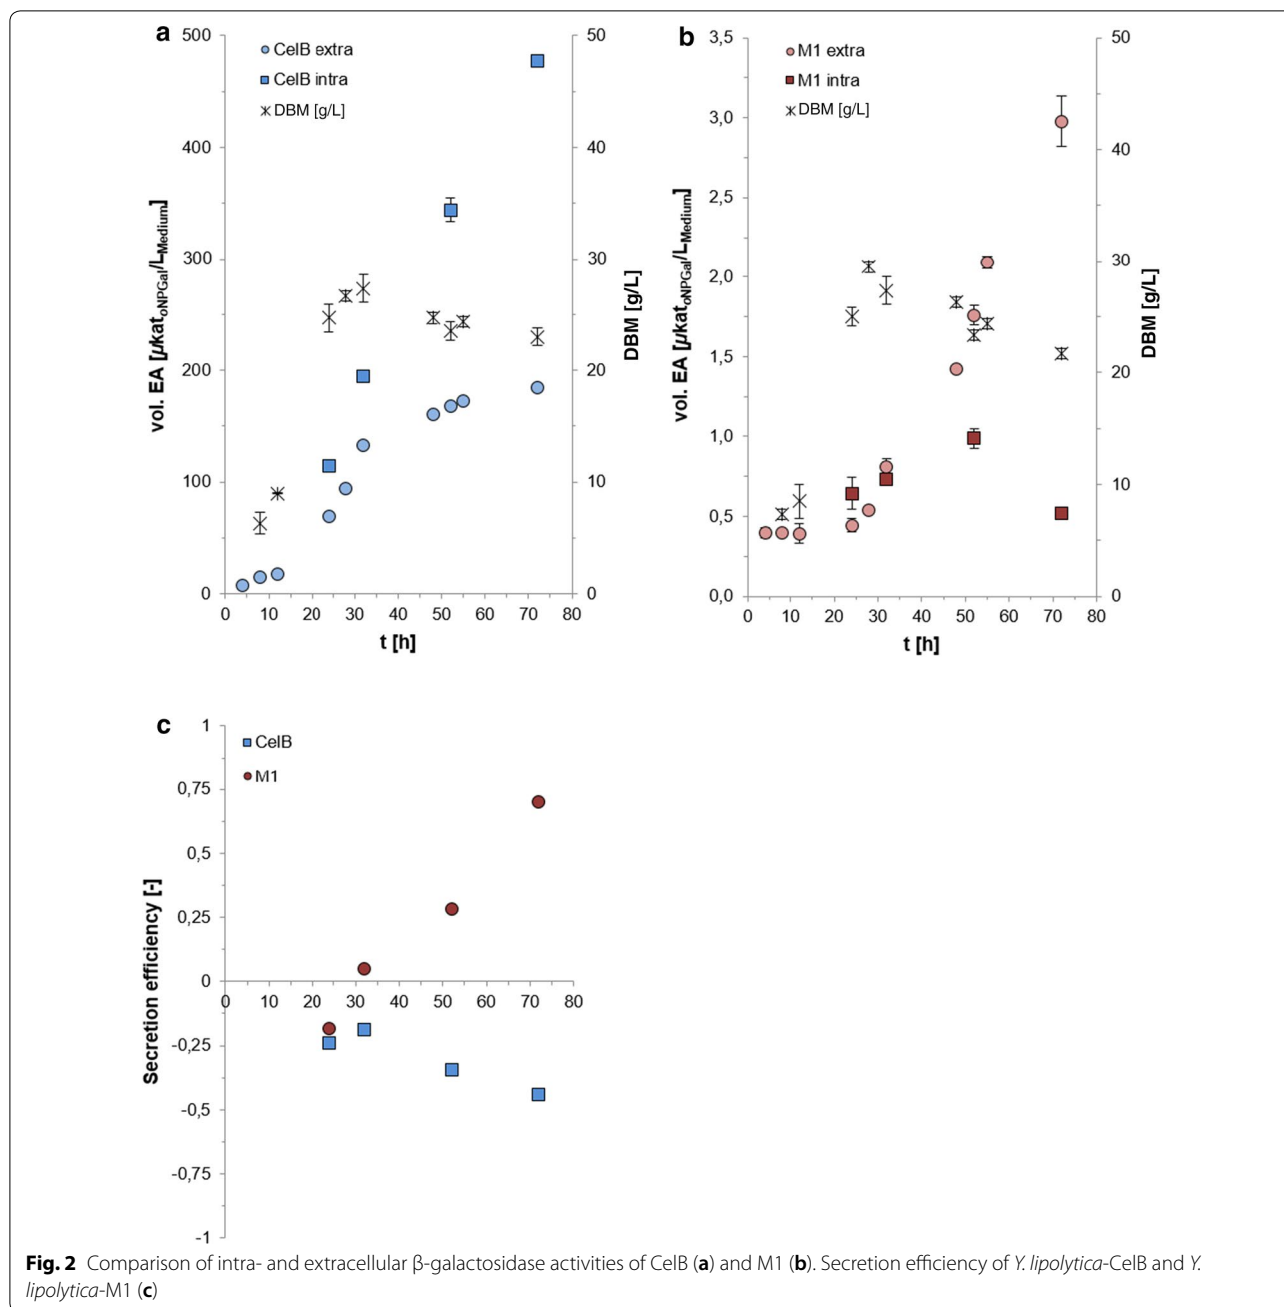 a
CelB extra
CelB intra
DBM [g/L]
500
400
300
200
100
0
50
40
30
20
10
0
0 10 20 30 40 50 60 70 80
vol. EA [µkatoNPGal/LMedium]
DBM [g/L]
t [h]
b
M1 extra
M1 intra
DBM [g/L]
3,5
3,0
2,5
2,0
1,5
1,0
0,5
0,0
50
40
30
20
10
0
0 10 20 30 40 50 60 70 80
vol. EA [µkatoNPGal/LMedium]
DBM [g/L]
t [h]
c
CelB
M1
1
0,75
0,5
0,25
0
-0,25
-0,5
-0,75
-1
0 10 20 30 40 50 60 70 80
Secretion efficiency [-]
Fig. 2 Comparison of intra- and extracellular β-galactosidase activities of CelB (a) and M1 (b). Secretion efficiency of Y. lipolytica-CelB and Y.
lipolytica-M1 (c)